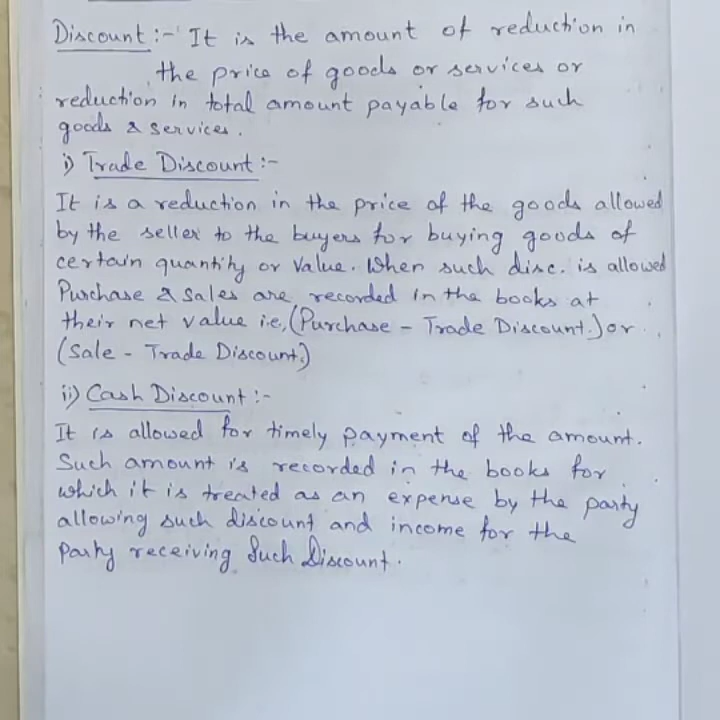 Discount :- It is the amount of reduction in
the price of goods or services or
reduction in total amount payable for such
goods & services.
i) Trade Discount :-
It is a reduction in the price of the goods allowed
by the seller to the buyers for buying goods of
certain quantity or value. When such disc. is allowed
Purchase & Sales are recorded in the books at
their net value i.e, (Purchase - Trade Discount.) or
(Sale - Trade Discount.)
ii) Cash Discount :-
It is allowed for timely payment of the amount.
Such amount is recorded in the books for
which it is treated as an expense by the party
allowing such discount and income for the
Party receiving Such Discount.